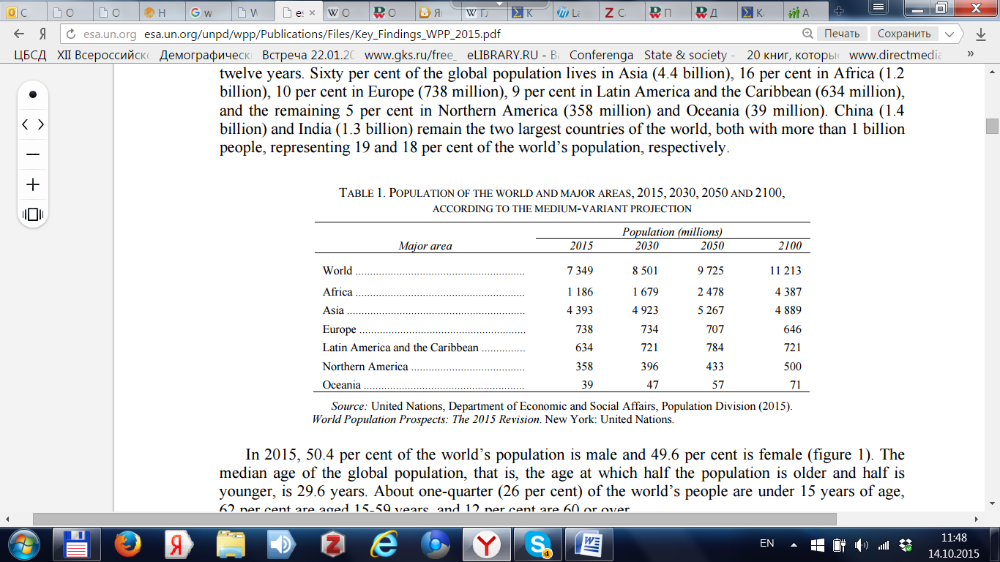 С
О
О
Н
w
W
es
О
О
Я
Г
К
La
С
П
Д
К
А
esa.un.org esa.un.org/unpd/wpp/Publications/Files/Key_Findings_WPP_2015.pdf
Печать
Сохранить
ЦБСД XII Всероссийск Демографическ Встреча 22.01.20 www.gks.ru/free_ eLIBRARY.RU - Conferenga State & society - 20 книг, которы www.directmedia »
twelve years. Sixty per cent of the global population lives in Asia (4.4 billion), 16 per cent in Africa (1.2
billion), 10 per cent in Europe (738 million), 9 per cent in Latin America and the Caribbean (634 million),
and the remaining 5 per cent in Northern America (358 million) and Oceania (39 million). China (1.4
billion) and India (1.3 billion) remain the two largest countries of the world, both with more than 1 billion
people, representing 19 and 18 per cent of the world's population, respectively.
TABLE 1. POPULATION OF THE WORLD AND MAJOR AREAS, 2015, 2030, 2050 AND 2100,
ACCORDING TO THE MEDIUM-VARIANT PROJECTION
Population (millions)
Major area 2015 2030 2050 2100
World 7 349 8 501 9 725 11 213
Africa 1 186 1 679 2 478 4 387
Asia 4 393 4 923 5 267 4 889
Europe 738 734 707 646
Latin America and the Caribbean 634 721 784 721
Northern America 358 396 433 500
Oceania 39 47 57 71
Source: United Nations, Department of Economic and Social Affairs, Population Division (2015).
World Population Prospects: The 2015 Revision. New York: United Nations.
In 2015, 50.4 per cent of the world's population is male and 49.6 per cent is female (figure 1). The
median age of the global population, that is, the age at which half the population is older and half is
younger, is 29.6 years. About one-quarter (26 per cent) of the world's people are under 15 years of age,
62 per cent are aged 15-59 years, and 12 per cent are 60 or over
EN
11:48
14.10.2015